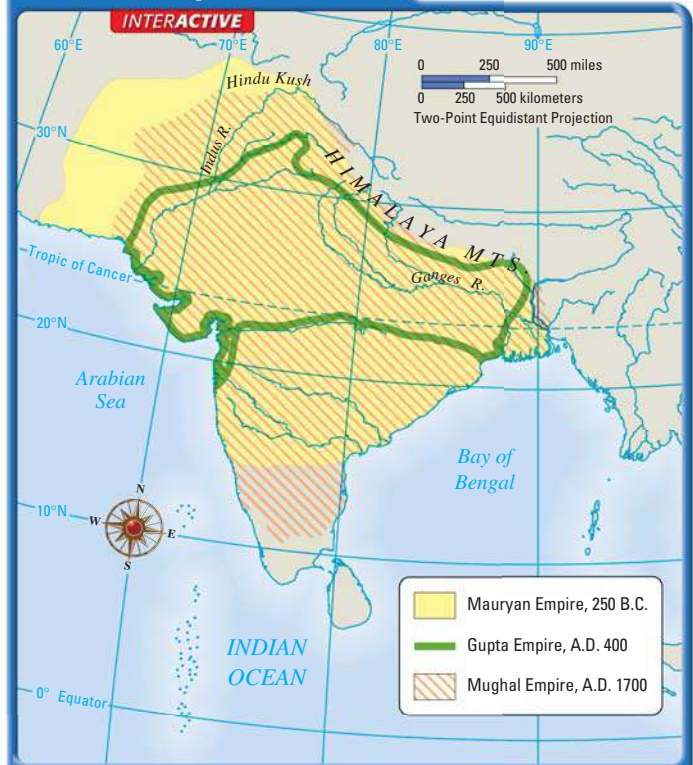 INTERACTIVE
60°E
70°E
80°E
90°E
0 250 500 miles
0 250 500 kilometers
Two-Point Equidistant Projection
Hindu Kush
30°N
Indus R.
HIMALAYA MTS.
Tropic of Cancer
Ganges R.
20°N
Arabian
Sea
Bay of
Bengal
10°N
N
W
E
S
INDIAN
OCEAN
0° Equator
Mauryan Empire, 250 B.C.
Gupta Empire, A.D. 400
Mughal Empire, A.D. 1700